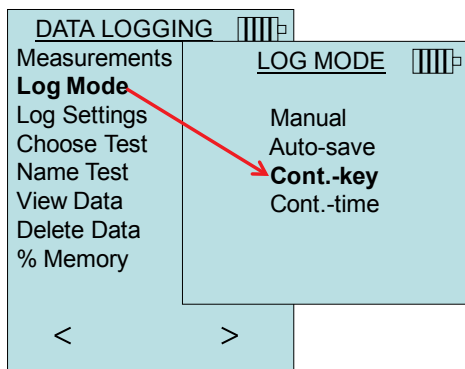 DATA LOGGING
Measurements
Log Mode
Log Settings
Choose Test
Name Test
View Data
Delete Data
% Memory
< >
LOG MODE
Manual
Auto-save
Cont.-key
Cont.-time